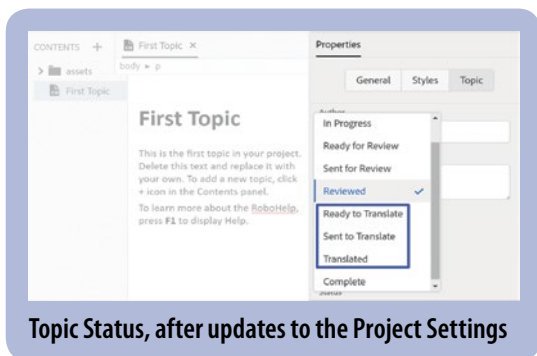 CONTENTS +
assets
First Topic
First Topic ×
body ▸ p
First Topic
This is the first topic in your project.
Delete this text and replace it with
your own. To add a new topic, click
+ icon in the Contents panel.
To learn more about the RoboHelp,
press F1 to display Help.
Properties
General Styles Topic
Author
In Progress
Ready for Review
Sent for Review
Reviewed
Ready to Translate
Sent to Translate
Translated
Complete
Status
Topic Status, after updates to the Project Settings